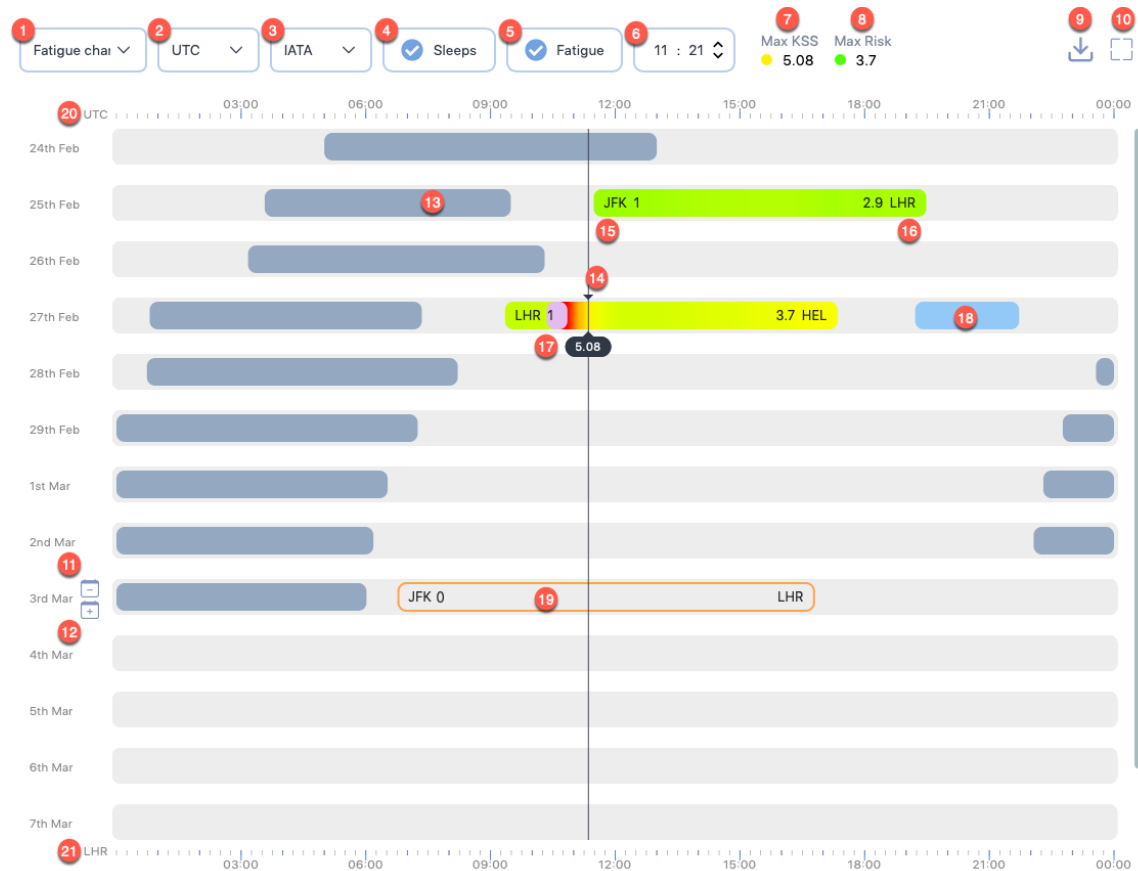 1 2 3 4 5 6 7 8 9 10
Fatigue char UTC IATA Sleeps Fatigue 11 : 21 Max KSS Max Risk
5.08 3.7
03:00 06:00 09:00 12:00 15:00 18:00 21:00 00:00
20 UTC
24th Feb
25th Feb 13 JFK 1 2.9 LHR
15 16
26th Feb
14
27th Feb LHR 1 3.7 HEL 18
17 5.08
28th Feb
29th Feb
1st Mar
2nd Mar
11
3rd Mar JFK 0 19 LHR
12
4th Mar
5th Mar
6th Mar
7th Mar
21 LHR
03:00 06:00 09:00 12:00 15:00 18:00 21:00 00:00